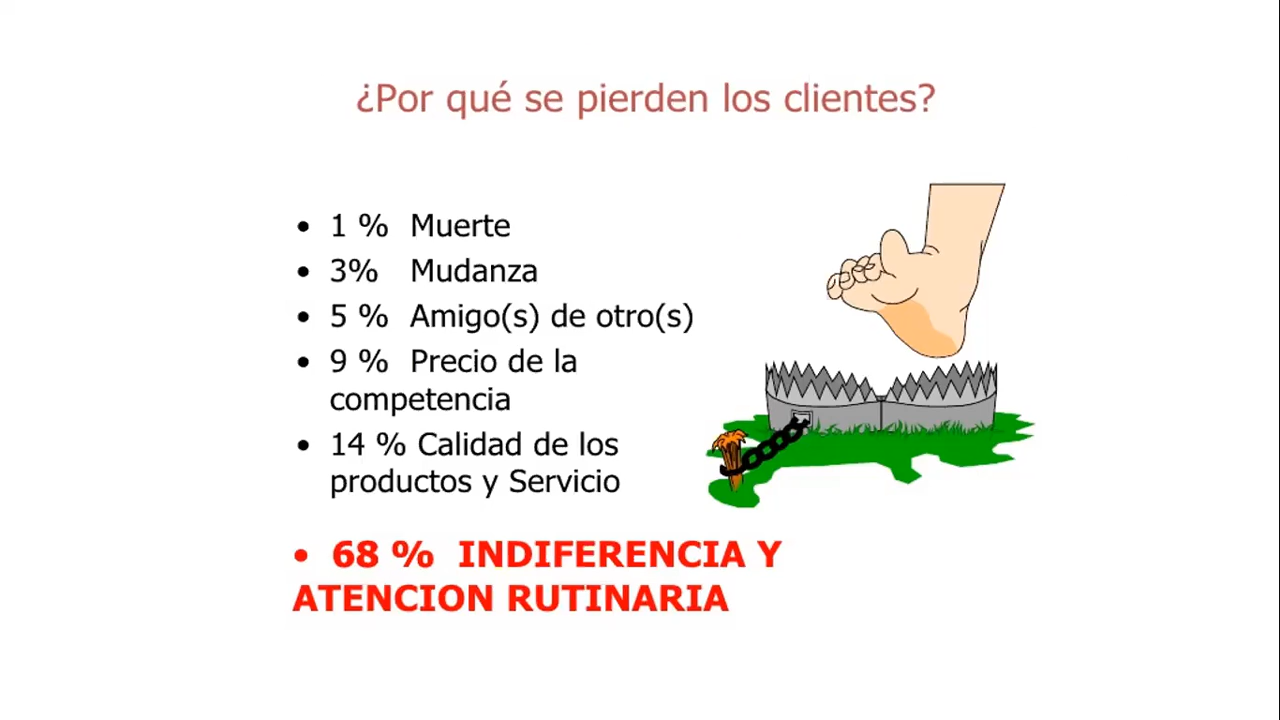 ¿Por qué se pierden los clientes?
• 1 % Muerte
• 3% Mudanza
• 5 % Amigo(s) de otro(s)
• 9 % Precio de la
competencia
• 14 % Calidad de los
productos y Servicio
• 68 % INDIFERENCIA Y
ATENCION RUTINARIA